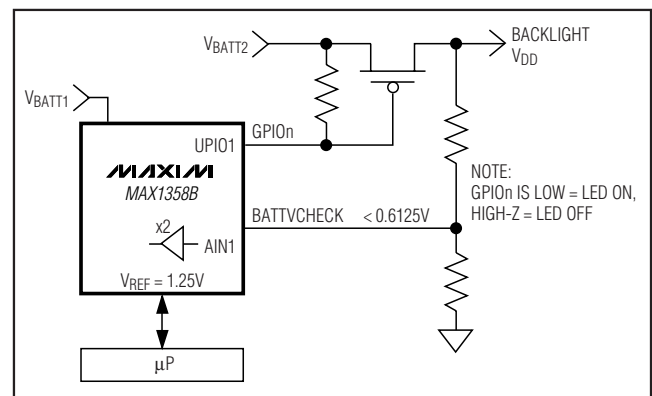 VBATT2
BACKLIGHT
VDD
VBATT1
UPIO1
GPIOn
MAXIM
MAX1358B
NOTE:
GPIOn IS LOW = LED ON,
HIGH-Z = LED OFF
BATTVCHECK < 0.6125V
x2
AIN1
VREF = 1.25V
μP